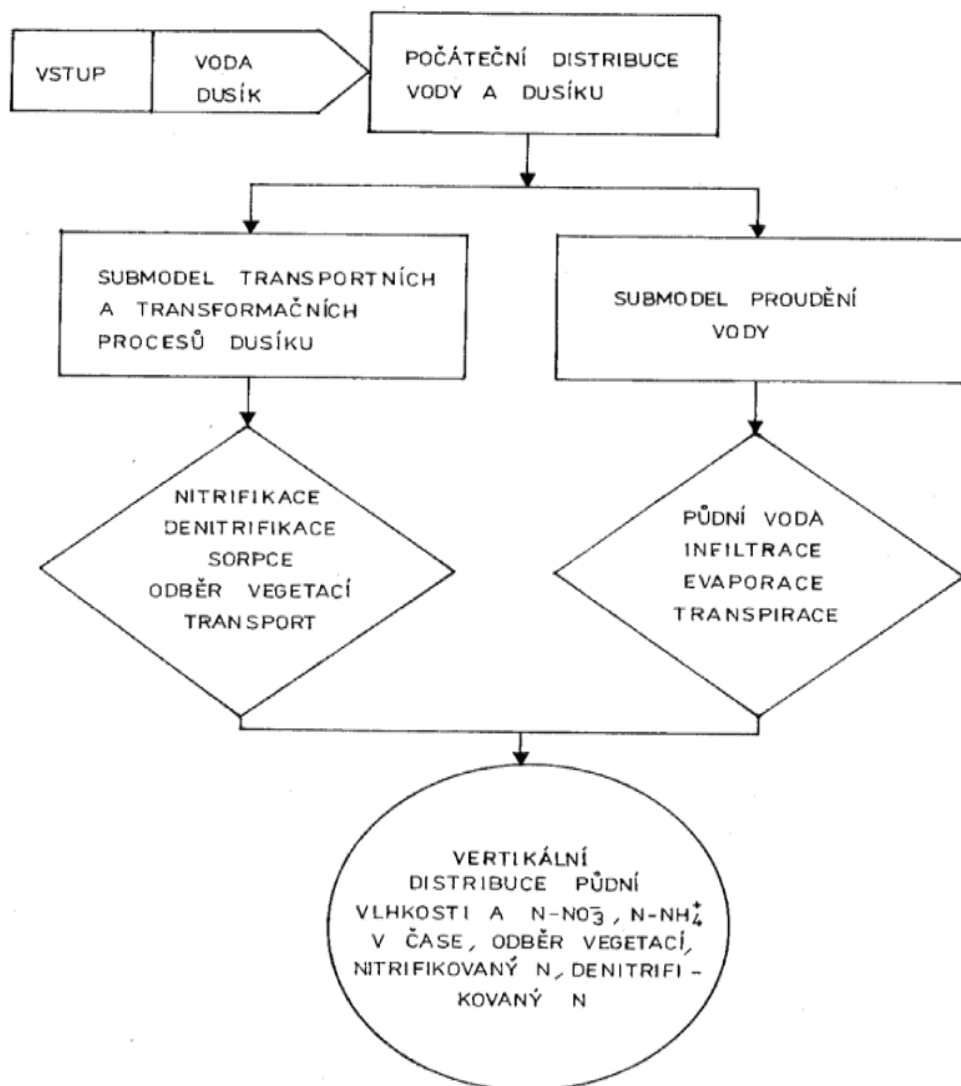 VSTUP
VODA
DUSÍK
POČÁTEČNÍ DISTRIBUCE
VODY A DUSÍKU
SUBMODEL TRANSPORTNÍCH
A TRANSFORMAČNÍCH
PROCESŮ DUSÍKU
SUBMODEL PROUDĚNÍ
VODY
NITRIFIKACE
DENITRIFIKACE
SORPCE
ODBĚR VEGETACÍ
TRANSPORT
PŮDNÍ VODA
INFILTRACE
EVAPORACE
TRANSPIRACE
VERTIKÁLNÍ
DISTRIBUCE PŮDNÍ
VLHKOSTI A N-NO₃⁻, N-NH₄⁺
V ČASE, ODBĚR VEGETACÍ,
NITRIFIKOVANÝ N, DENITRIFI-
KOVANÝ N